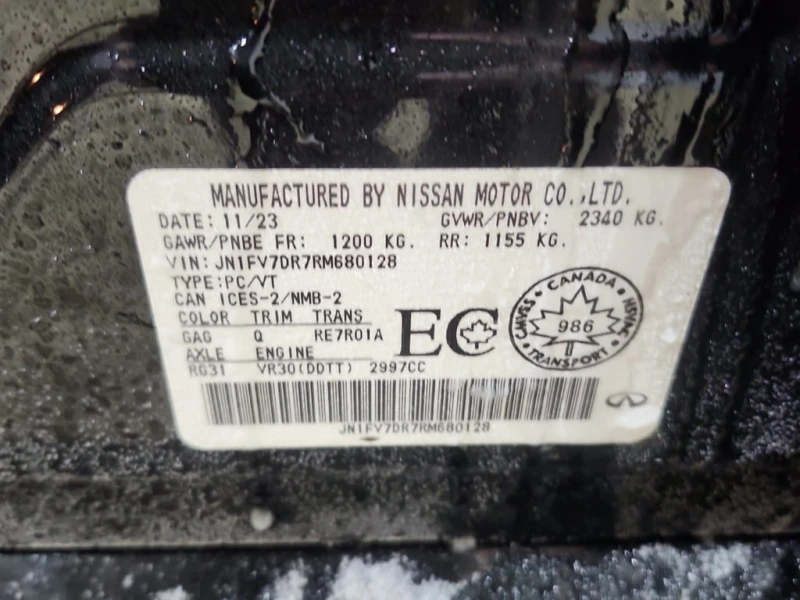 MANUFACTURED BY NISSAN MOTOR CO.,LTD.
DATE: 11/23 GVWR/PNBV: 2340 KG.
GAWR/PNBE FR: 1200 KG. RR: 1155 KG.
VIN: JN1FV7DR7RM680128
TYPE: PC/VT
CAN ICES-2/NMB-2
COLOR TRIM TRANS
GAG Q RE7R01A
AXLE ENGINE
RG31 VR30(DDTT) 2997CC
EC
CANADA
CMVSS 986 NSVAC
TRANSPORT
JN1FV7DR7RM680128